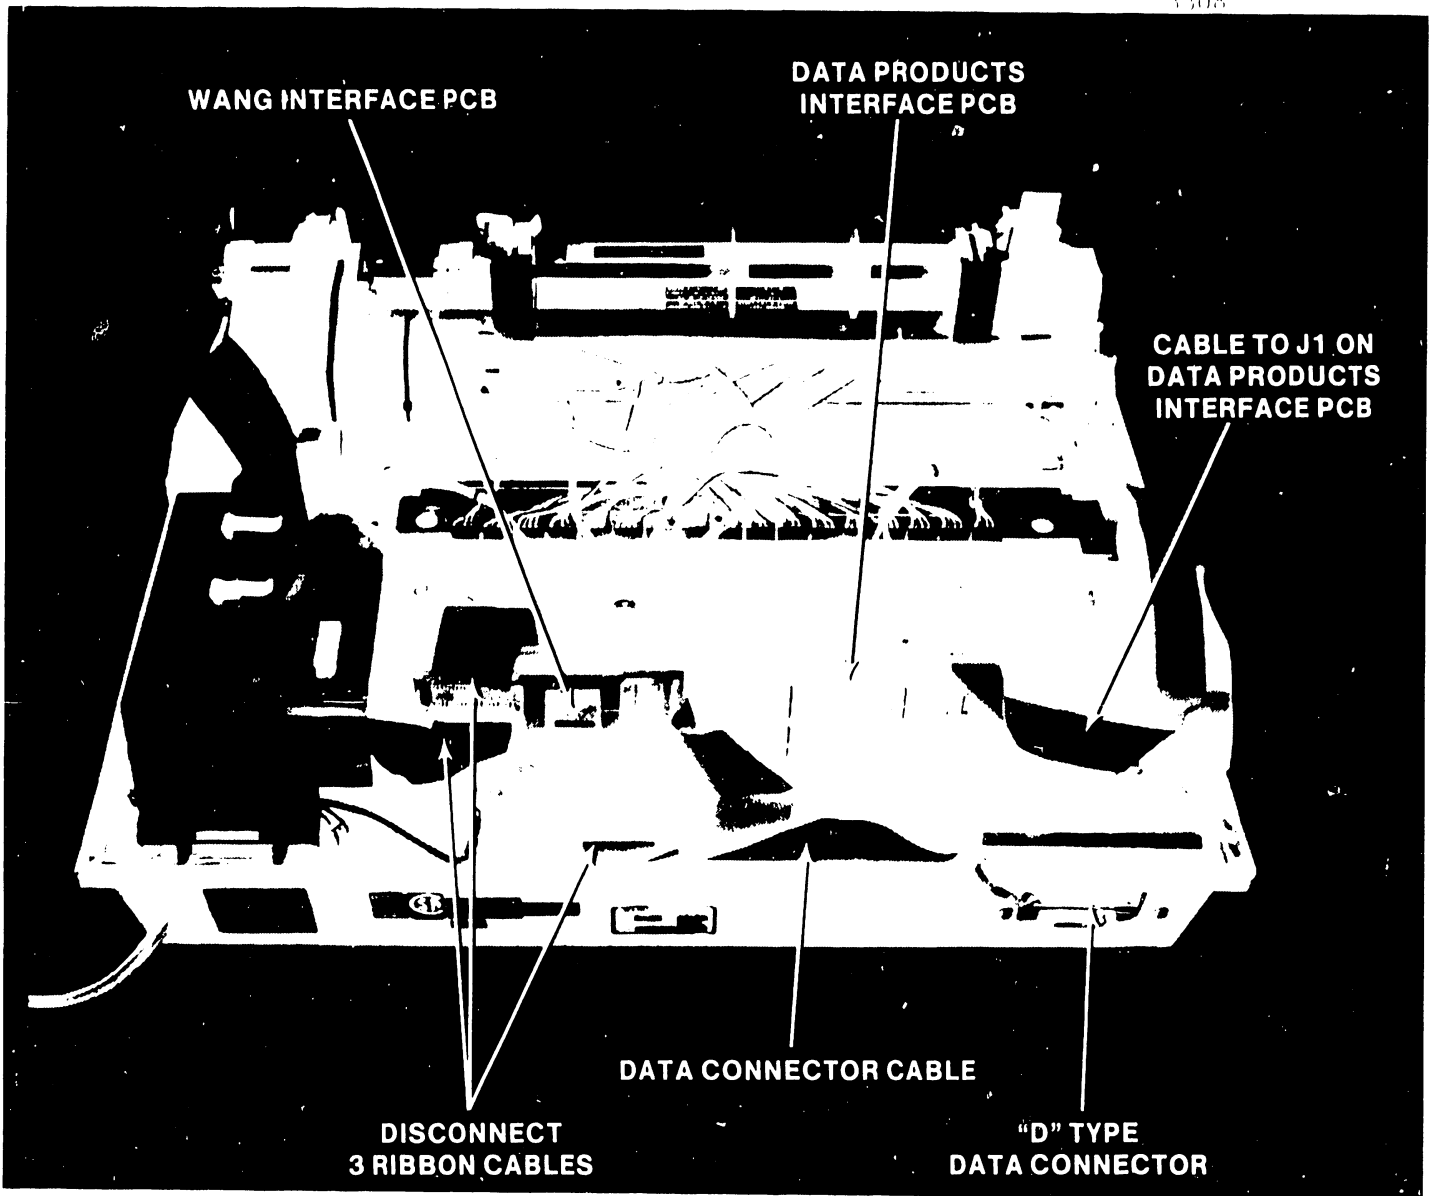 WANG INTERFACE PCB
DATA PRODUCTS
INTERFACE PCB
CABLE TO J1 ON
DATA PRODUCTS
INTERFACE PCB
DATA CONNECTOR CABLE
DISCONNECT
3 RIBBON CABLES
“D” TYPE
DATA CONNECTOR